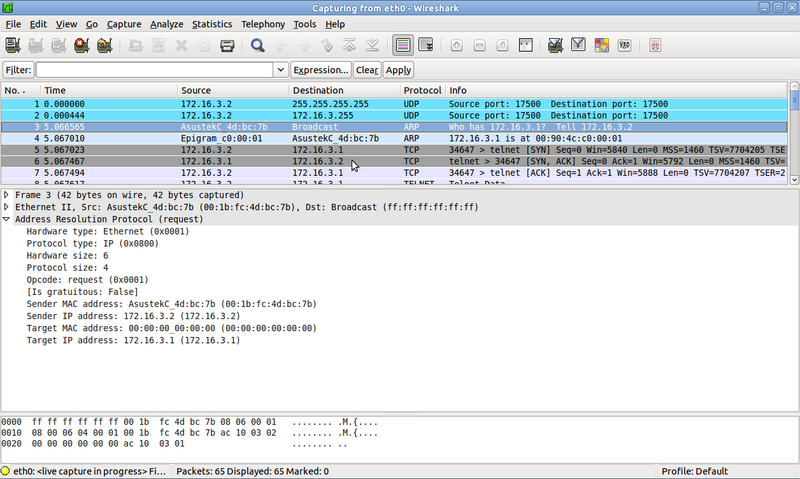 Capturing from eth0 - Wireshark
File Edit View Go Capture Analyze Statistics Telephony Tools Help
Filter: Expression... Clear Apply
No. . Time Source Destination Protocol Info
1 0.000000 172.16.3.2 255.255.255.255 UDP Source port: 17500 Destination port: 17500
2 0.000444 172.16.3.2 172.16.3.255 UDP Source port: 17500 Destination port: 17500
3 5.066565 AsustekC_4d:bc:7b Broadcast ARP Who has 172.16.3.1? Tell 172.16.3.2
4 5.067010 Epigram_c0:00:01 AsustekC_4d:bc:7b ARP 172.16.3.1 is at 00:90:4c:c0:00:01
5 5.067023 172.16.3.2 172.16.3.1 TCP 34647 > telnet [SYN] Seq=0 Win=5840 Len=0 MSS=1460 TSV=7704205 TSE
6 5.067467 172.16.3.1 172.16.3.2 TCP telnet > 34647 [SYN, ACK] Seq=0 Ack=1 Win=5792 Len=0 MSS=1460
7 5.067494 172.16.3.2 172.16.3.1 TCP 34647 > telnet [ACK] Seq=1 Ack=1 Win=5888 Len=0 TSV=7704207 TSER=2
8 5.067617 172.16.3.2 172.16.3.1 TELNET Telnet Data
Frame 3 (42 bytes on wire, 42 bytes captured)
Ethernet II, Src: AsustekC_4d:bc:7b (00:1b:fc:4d:bc:7b), Dst: Broadcast (ff:ff:ff:ff:ff:ff)
Address Resolution Protocol (request)
Hardware type: Ethernet (0x0001)
Protocol type: IP (0x0800)
Hardware size: 6
Protocol size: 4
Opcode: request (0x0001)
[Is gratuitous: False]
Sender MAC address: AsustekC_4d:bc:7b (00:1b:fc:4d:bc:7b)
Sender IP address: 172.16.3.2 (172.16.3.2)
Target MAC address: 00:00:00_00:00:00 (00:00:00:00:00:00)
Target IP address: 172.16.3.1 (172.16.3.1)
0000 ff ff ff ff ff ff 00 1b fc 4d bc 7b 08 06 00 01 ........ .M.{....
0010 08 00 06 04 00 01 00 1b fc 4d bc 7b ac 10 03 02 ........ .M.{....
0020 00 00 00 00 00 00 ac 10 03 01 ........ ..
eth0: <live capture in progress> Fi... Packets: 65 Displayed: 65 Marked: 0 Profile: Default